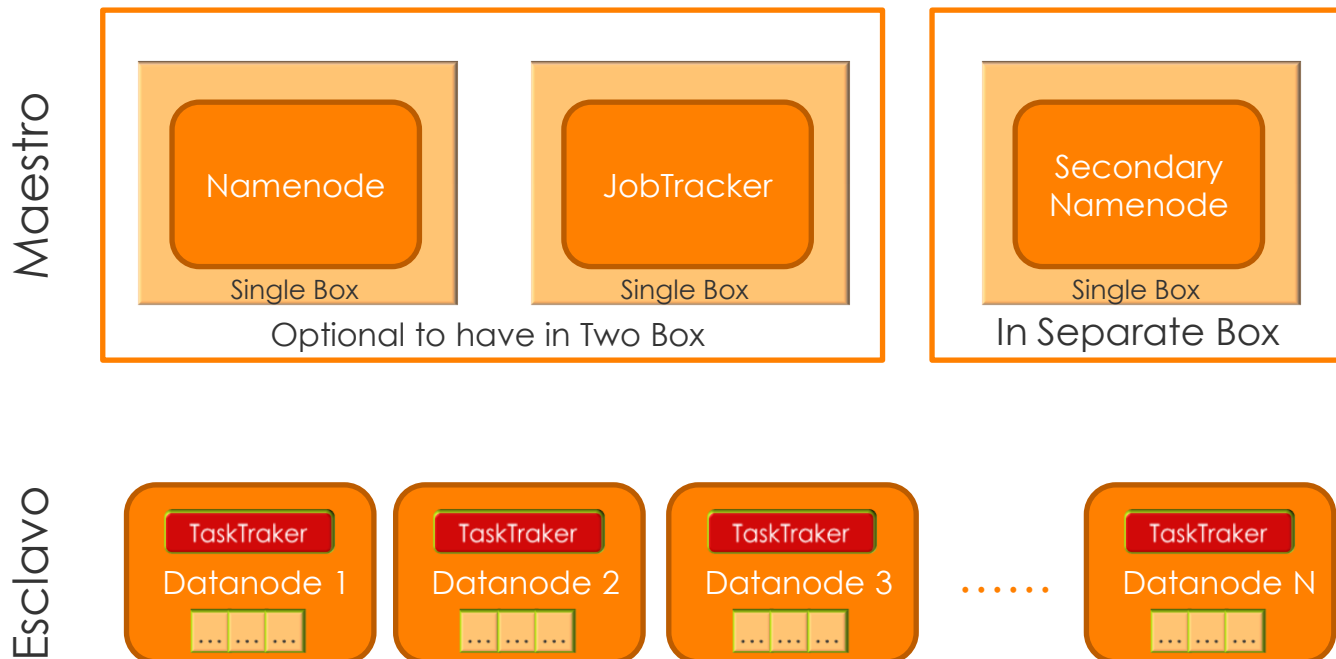 Maestro
Namenode
Single Box
JobTracker
Single Box
Optional to have in Two Box
Secondary
Namenode
Single Box
In Separate Box
Esclavo
TaskTraker
Datanode 1
... ... ...
TaskTraker
Datanode 2
... ... ...
TaskTraker
Datanode 3
... ... ...
......
TaskTraker
Datanode N
... ... ...